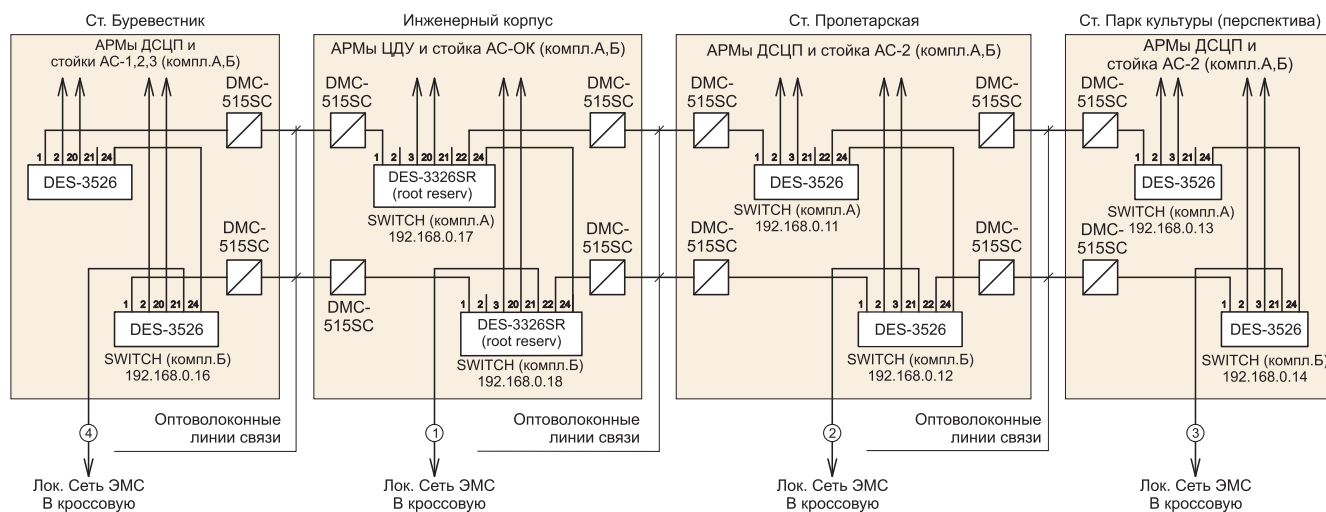 Ст. Буревестник
АРМы ДСЦП и
стойки АС-1,2,3 (компл.А,Б)
DMC-
515SC
1 2 20 21 24
DES-3526
DMC-
515SC
1 2 20 21 24
DES-3526
SWITCH (компл.Б)
192.168.0.16
4
Лок. Сеть ЭМС
В кроссовую
Оптоволоконные
линии связи
Инженерный корпус
АРМы ЦДУ и стойка АС-ОК (компл.А,Б)
DMC-
515SC
DMC-
515SC
1 2 3 20 21 22 24
DES-3326SR
(root reserv)
SWITCH (компл.А)
192.168.0.17
DMC-
515SC
DMC-
515SC
1 2 3 20 21 22 24
DES-3326SR
(root reserv)
SWITCH (компл.Б)
192.168.0.18
1
Лок. Сеть ЭМС
В кроссовую
Оптоволоконные
линии связи
Ст. Пролетарская
АРМы ДСЦП и стойка АС-2 (компл.А,Б)
DMC-
515SC
DMC-
515SC
1 2 3 21 22 24
DES-3526
SWITCH (компл.А)
192.168.0.11
DMC-
515SC
DMC-
515SC
1 2 3 21 22 24
DES-3526
SWITCH (компл.Б)
192.168.0.12
2
Лок. Сеть ЭМС
В кроссовую
Оптоволоконные
линии связи
Ст. Парк культуры (перспектива)
АРМы ДСЦП и
стойка АС-2 (компл.А,Б)
DMC-
515SC
1 2 3 21 24
DES-3526
SWITCH (компл.А)
192.168.0.13
DMC-
515SC
1 2 3 21 24
DES-3526
SWITCH (компл.Б)
192.168.0.14
3
Лок. Сеть ЭМС
В кроссовую